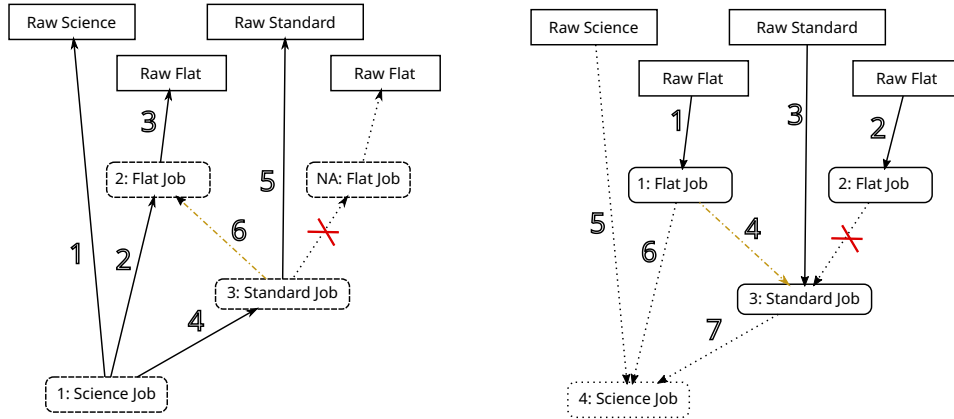 Raw Science
Raw Standard
Raw Flat
Raw Flat
3
2: Flat Job
NA: Flat Job
5
6
1
2
3: Standard Job
4
1: Science Job
Raw Science
Raw Standard
Raw Flat
Raw Flat
1
3
2
1: Flat Job
2: Flat Job
5
4
6
3: Standard Job
7
4: Science Job